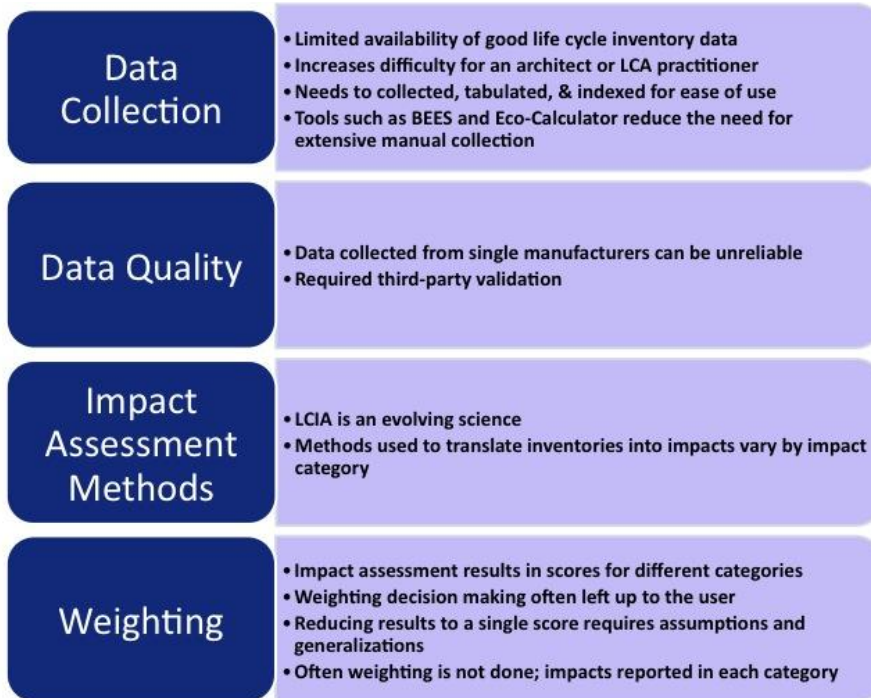 Data
Collection
• Limited availability of good life cycle inventory data
• Increases difficulty for an architect or LCA practitioner
• Needs to collected, tabulated, & indexed for ease of use
• Tools such as BEES and Eco-Calculator reduce the need for
extensive manual collection
Data Quality
• Data collected from single manufacturers can be unreliable
• Required third-party validation
Impact
Assessment
Methods
• LCIA is an evolving science
• Methods used to translate inventories into impacts vary by impact
category
Weighting
• Impact assessment results in scores for different categories
• Weighting decision making often left up to the user
• Reducing results to a single score requires assumptions and
generalizations
• Often weighting is not done; impacts reported in each category